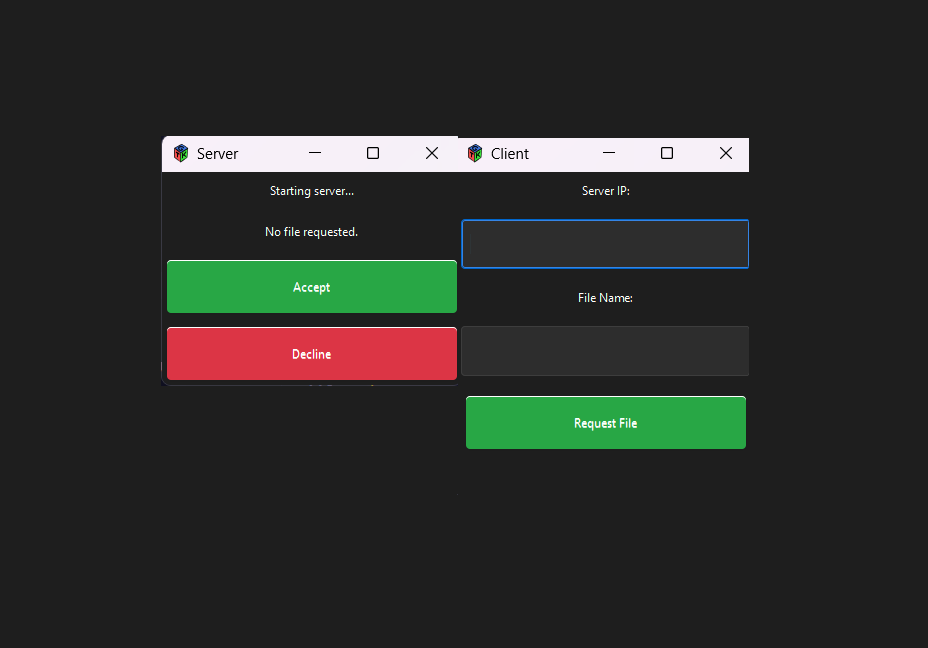 Server
Starting server...
No file requested.
Accept
Decline
Client
Server IP:
File Name:
Request File